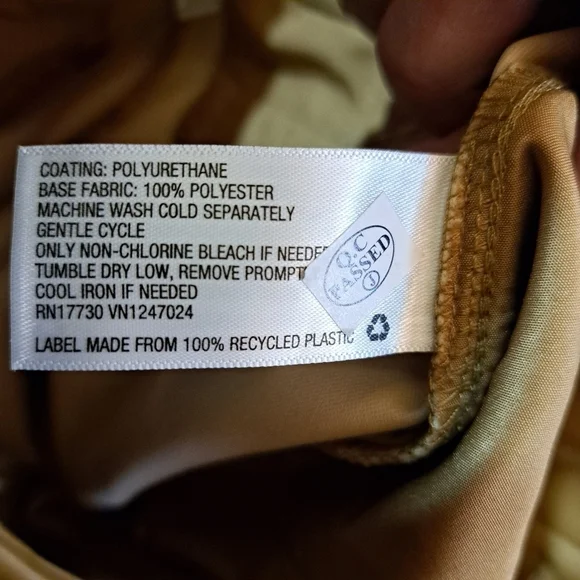 COATING: POLYURETHANE
BASE FABRIC: 100% POLYESTER
MACHINE WASH COLD SEPARATELY
GENTLE CYCLE
ONLY NON-CHLORINE BLEACH IF NEEDE
TUMBLE DRY LOW, REMOVE PROMPT
COOL IRON IF NEEDED
RN17730 VN1247024
LABEL MADE FROM 100% RECYCLED PLASTIC
Q.C
PASSED
J